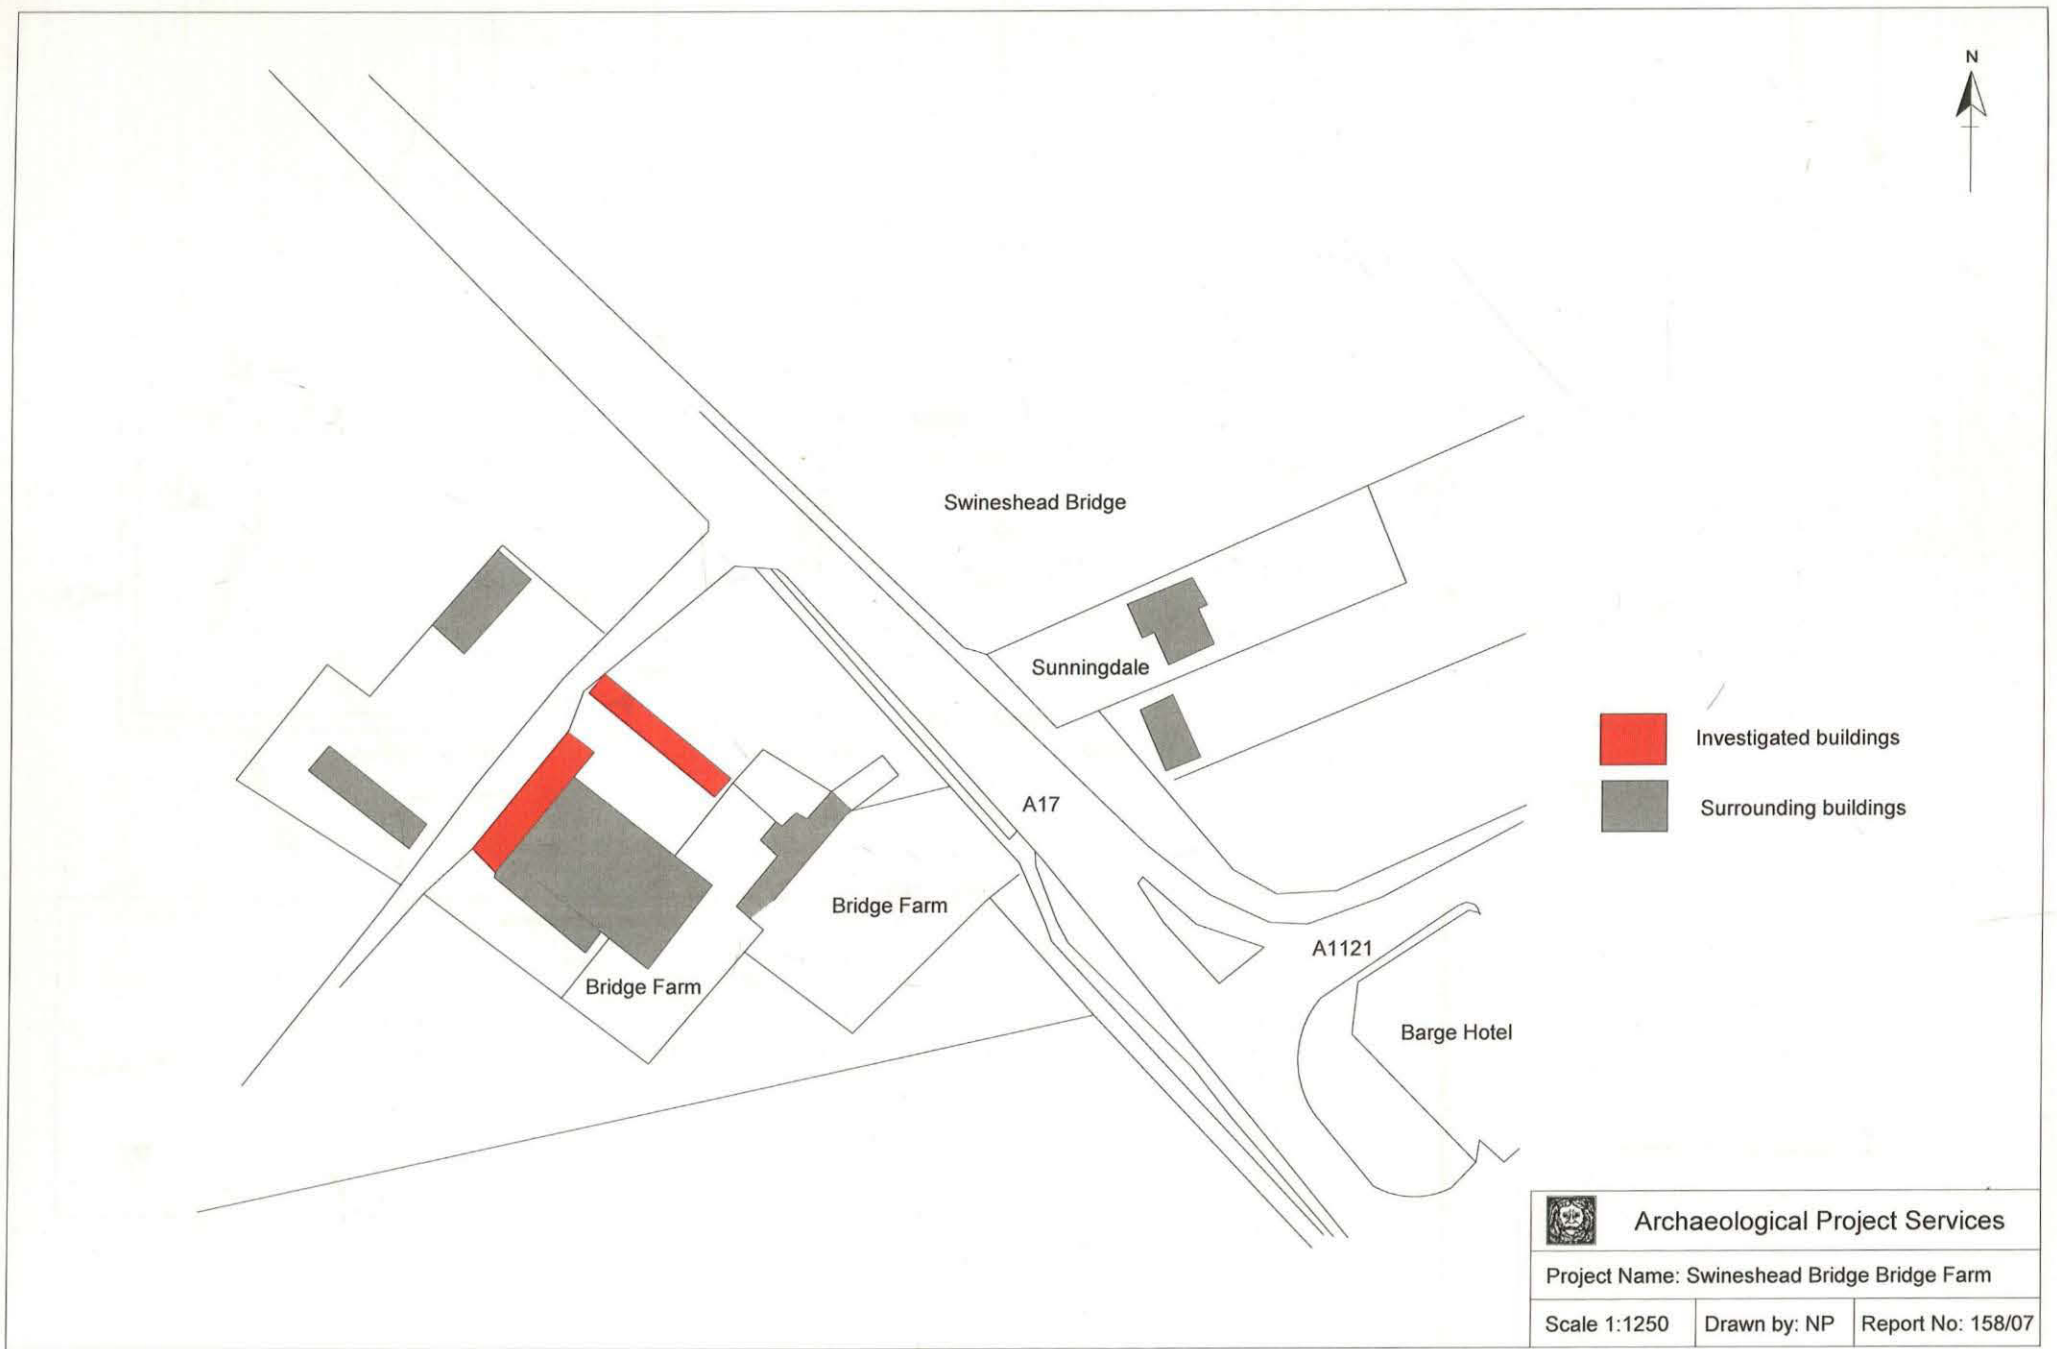 N
Swineshead Bridge
Sunningdale
Investigated buildings
A17
Surrounding buildings
Bridge Farm
A1121
Bridge Farm
Barge Hotel
Archaeological Project Services
Project Name: Swineshead Bridge Bridge Farm
Scale 1:1250 Drawn by: NP Report No: 158/07